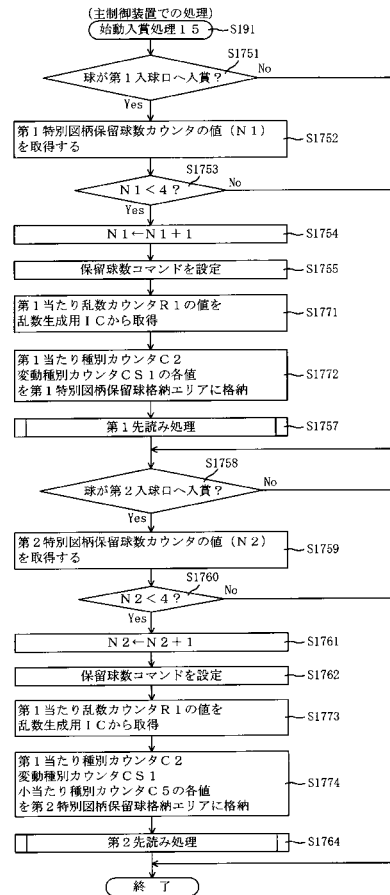 (主制御装置での処理)
始動入賞処理15
S191
S1751
球が第1入球口へ入賞?
No
Yes
第1特別図柄保留球数カウンタの値(N1)
を取得する
S1752
S1753
N1<4?
No
Yes
N1←N1+1
S1754
保留球数コマンドを設定
S1755
第1当たり乱数カウンタR1の値を
乱数生成用ICから取得
S1771
第1当たり種別カウンタC2
変動種別カウンタCS1の各値
を第1特別図柄保留球格納エリアに格納
S1772
第1先読み処理
S1757
S1758
球が第2入球口へ入賞?
No
Yes
第2特別図柄保留球数カウンタの値(N2)
を取得する
S1759
S1760
N2<4?
No
Yes
N2←N2+1
S1761
保留球数コマンドを設定
S1762
第1当たり乱数カウンタR1の値を
乱数生成用ICから取得
S1773
第1当たり種別カウンタC2
変動種別カウンタCS1
小当たり種別カウンタC5の各値
を第2特別図柄保留球格納エリアに格納
S1774
第2先読み処理
S1764
終了